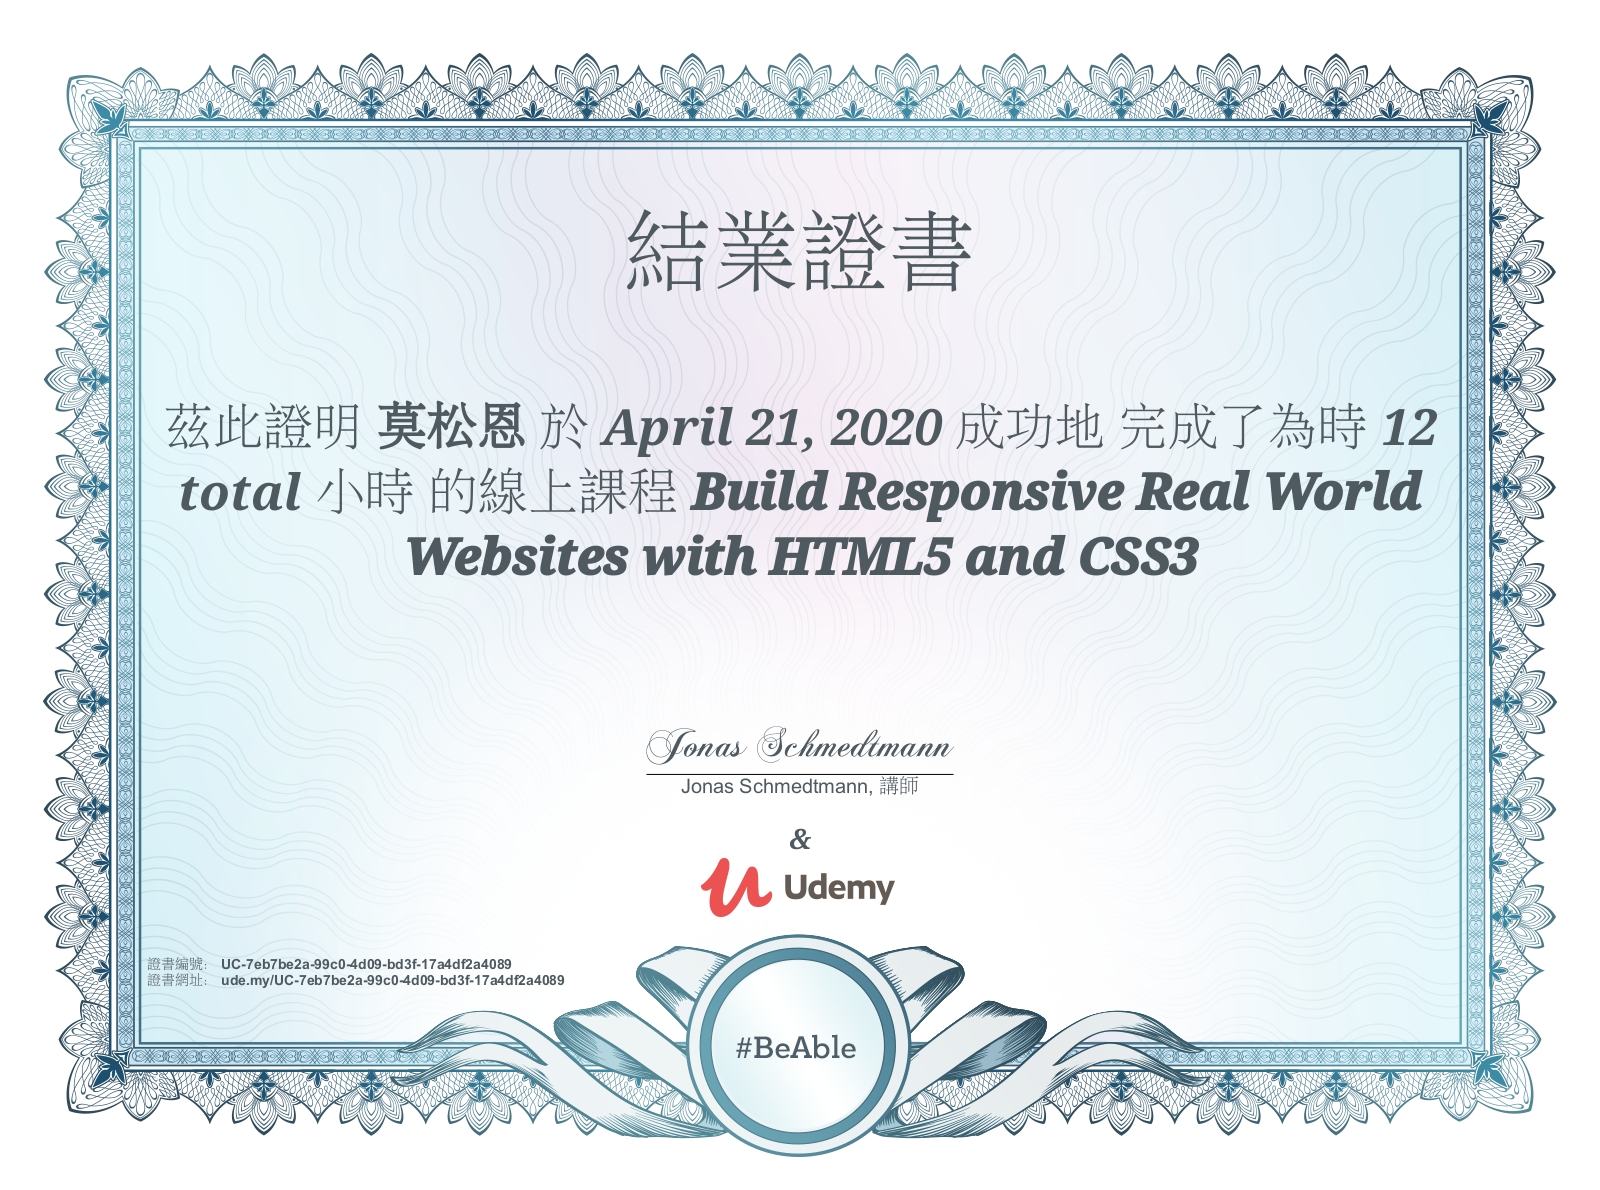 結業證書
茲此證明 莫松恩 於 April 21, 2020 成功地 完成了為時 12
total 小時 的線上課程 Build Responsive Real World
Websites with HTML5 and CSS3
Jonas Schmedtmann
Jonas Schmedtmann, 講師
&
Udemy
證書編號: UC-7eb7be2a-99c0-4d09-bd3f-17a4df2a4089
證書網址: ude.my/UC-7eb7be2a-99c0-4d09-bd3f-17a4df2a4089
#BeAble